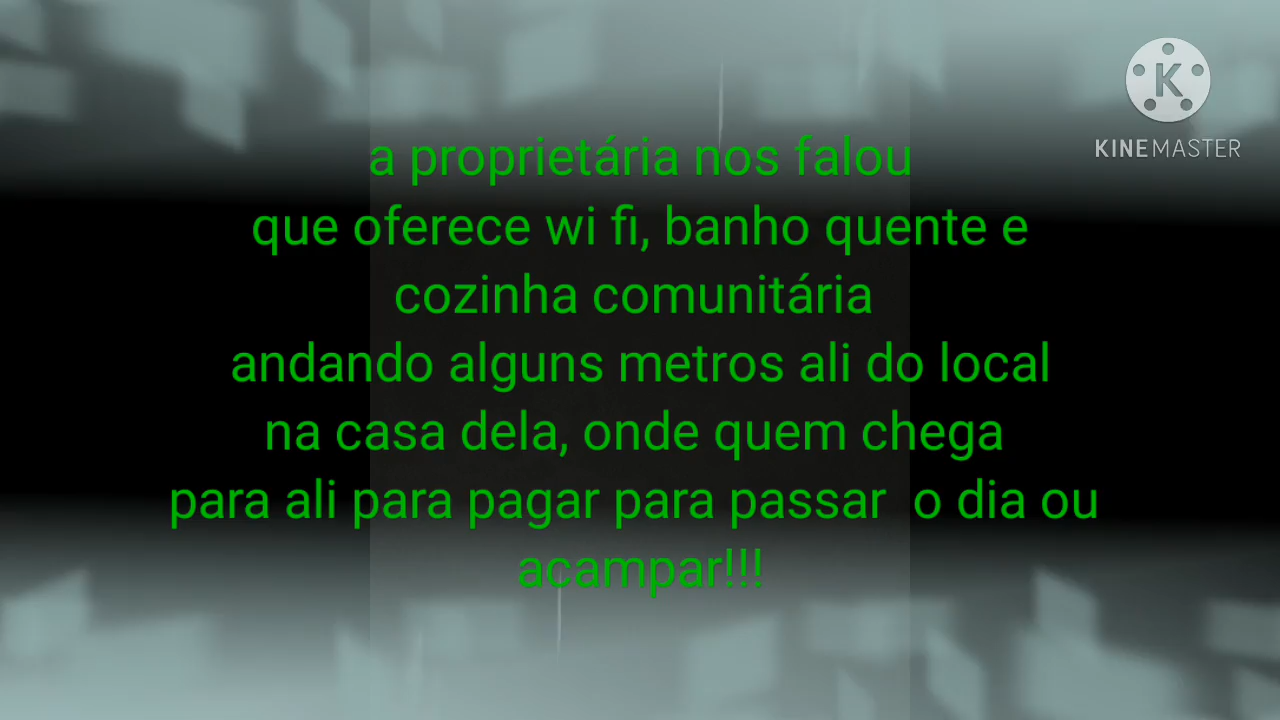 K
KINEMASTER
a proprietária nos falou
que oferece wi fi, banho quente e
cozinha comunitária
andando alguns metros ali do local
na casa dela, onde quem chega
para ali para pagar para passar  o dia ou
acampar!!!